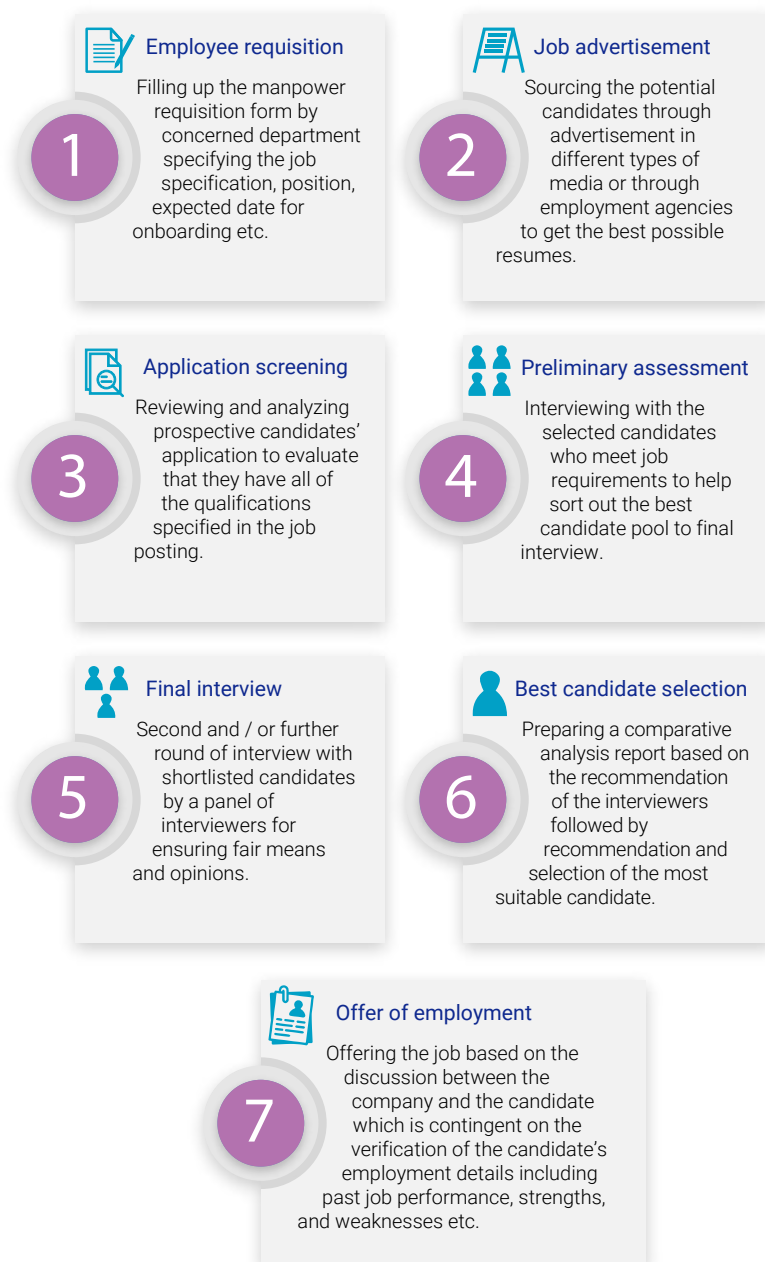 Employee requisition
1
Filling up the manpower
requisition form by
concerned department
specifying the job
specification, position,
expected date for
onboarding etc.
Job advertisement
2
Sourcing the potential
candidates through
advertisement in
different types of
media or through
employment agencies
to get the best possible
resumes.
Application screening
3
Reviewing and analyzing
prospective candidates’
application to evaluate
that they have all of
the qualifications
specified in the job
posting.
Preliminary assessment
4
Interviewing with the
selected candidates
who meet job
requirements to help
sort out the best
candidate pool to final
interview.
Final interview
5
Second and / or further
round of interview with
shortlisted candidates
by a panel of
interviewers for
ensuring fair means
and opinions.
Best candidate selection
6
Preparing a comparative
analysis report based on
the recommendation
of the interviewers
followed by
recommendation and
selection of the most
suitable candidate.
Offer of employment
7
Offering the job based on the
discussion between the
company and the candidate
which is contingent on the
verification of the candidate’s
employment details including
past job performance, strengths,
and weaknesses etc.